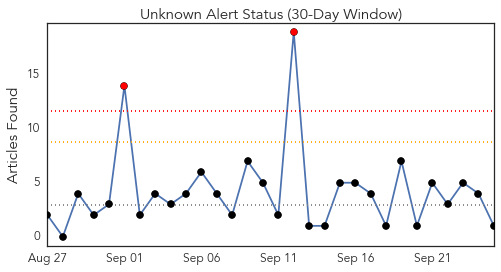 Unknown Alert Status (30-Day Window)
Articles Found
15
10
5
0
Aug 27 Sep 01 Sep 06 Sep 11 Sep 16 Sep 21